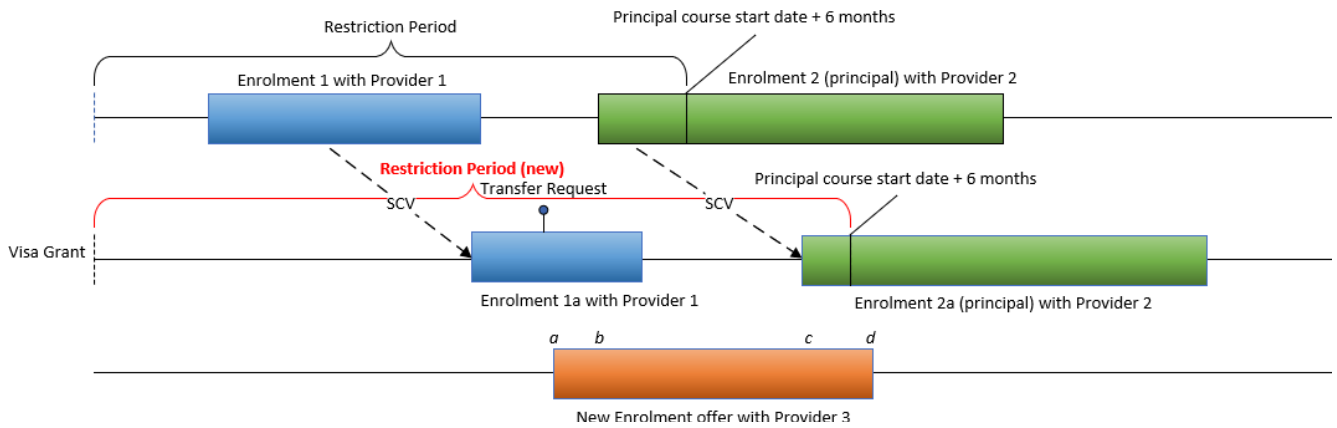 Principal course start date + 6 months
Restriction Period
Enrolment 1 with Provider 1
Enrolment 2 (principal) with Provider 2
Restriction Period (new)
Transfer Request
Principal course start date + 6 months
SCV
SCV
Visa Grant
Enrolment 1a with Provider 1
Enrolment 2a (principal) with Provider 2
a b c d
New Enrolment offer with Provider 3